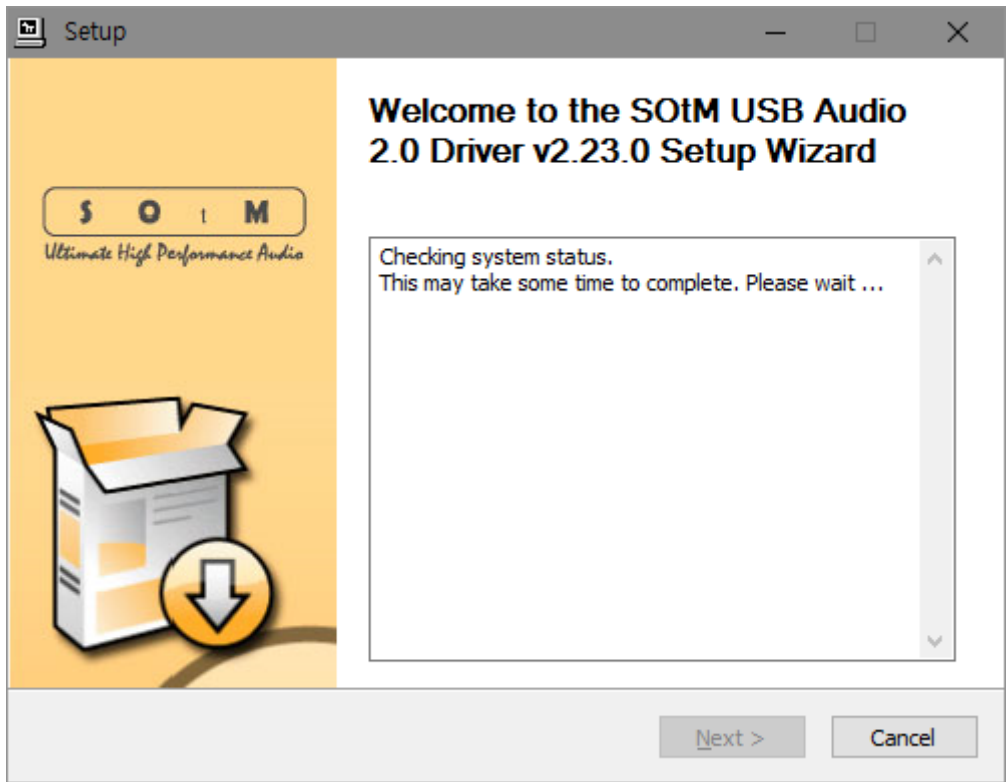 Setup
Welcome to the SOtM USB Audio
2.0 Driver v2.23.0 Setup Wizard
S O t M
Ultimate High Performance Audio
Checking system status.
This may take some time to complete. Please wait ...
Next >
Cancel